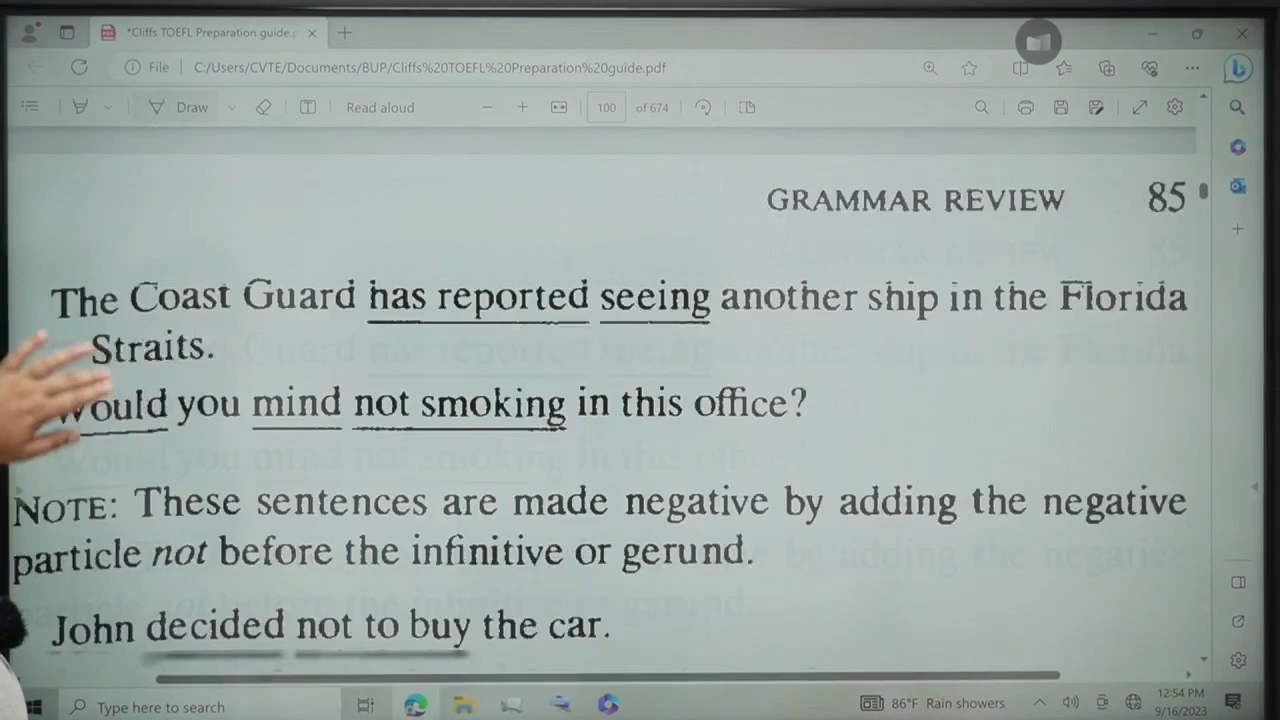 *Cliffs TOEFL Preparation guide.p
File C:/Users/CVTE/Documents/BUP/Cliffs%20TOEFL%20Preparation%20guide.pdf
Draw Read aloud 100 of 674
GRAMMAR REVIEW 85
The Coast Guard has reported seeing another ship in the Florida
Straits.
Would you mind not smoking in this office?
NOTE: These sentences are made negative by adding the negative
particle not before the infinitive or gerund.
John decided not to buy the car.
Type here to search 86°F Rain showers 12:54 PM
9/16/2023